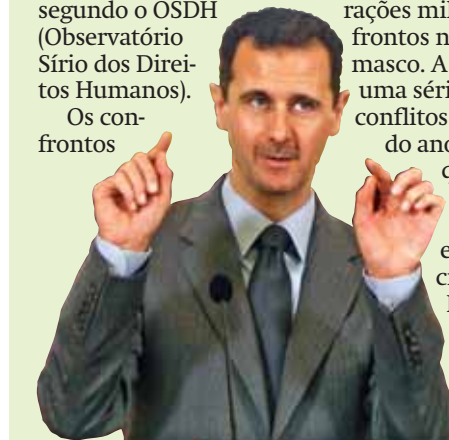 segundo o OSDH
(Observatório
Sírio dos Direi-
tos Humanos).
Os con-
frontos
rações mil
frontos n
masco. A
uma séri
conflitos
do ano